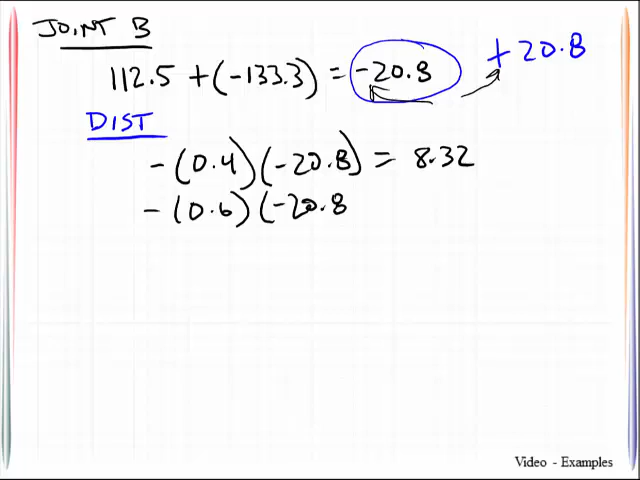 JOINT B
112.5 + (-133.3) = -20.8 + 20.8
DIST
- (0.4) (-20.8) = 8.32
- (0.6) (-20.8
Video - Examples